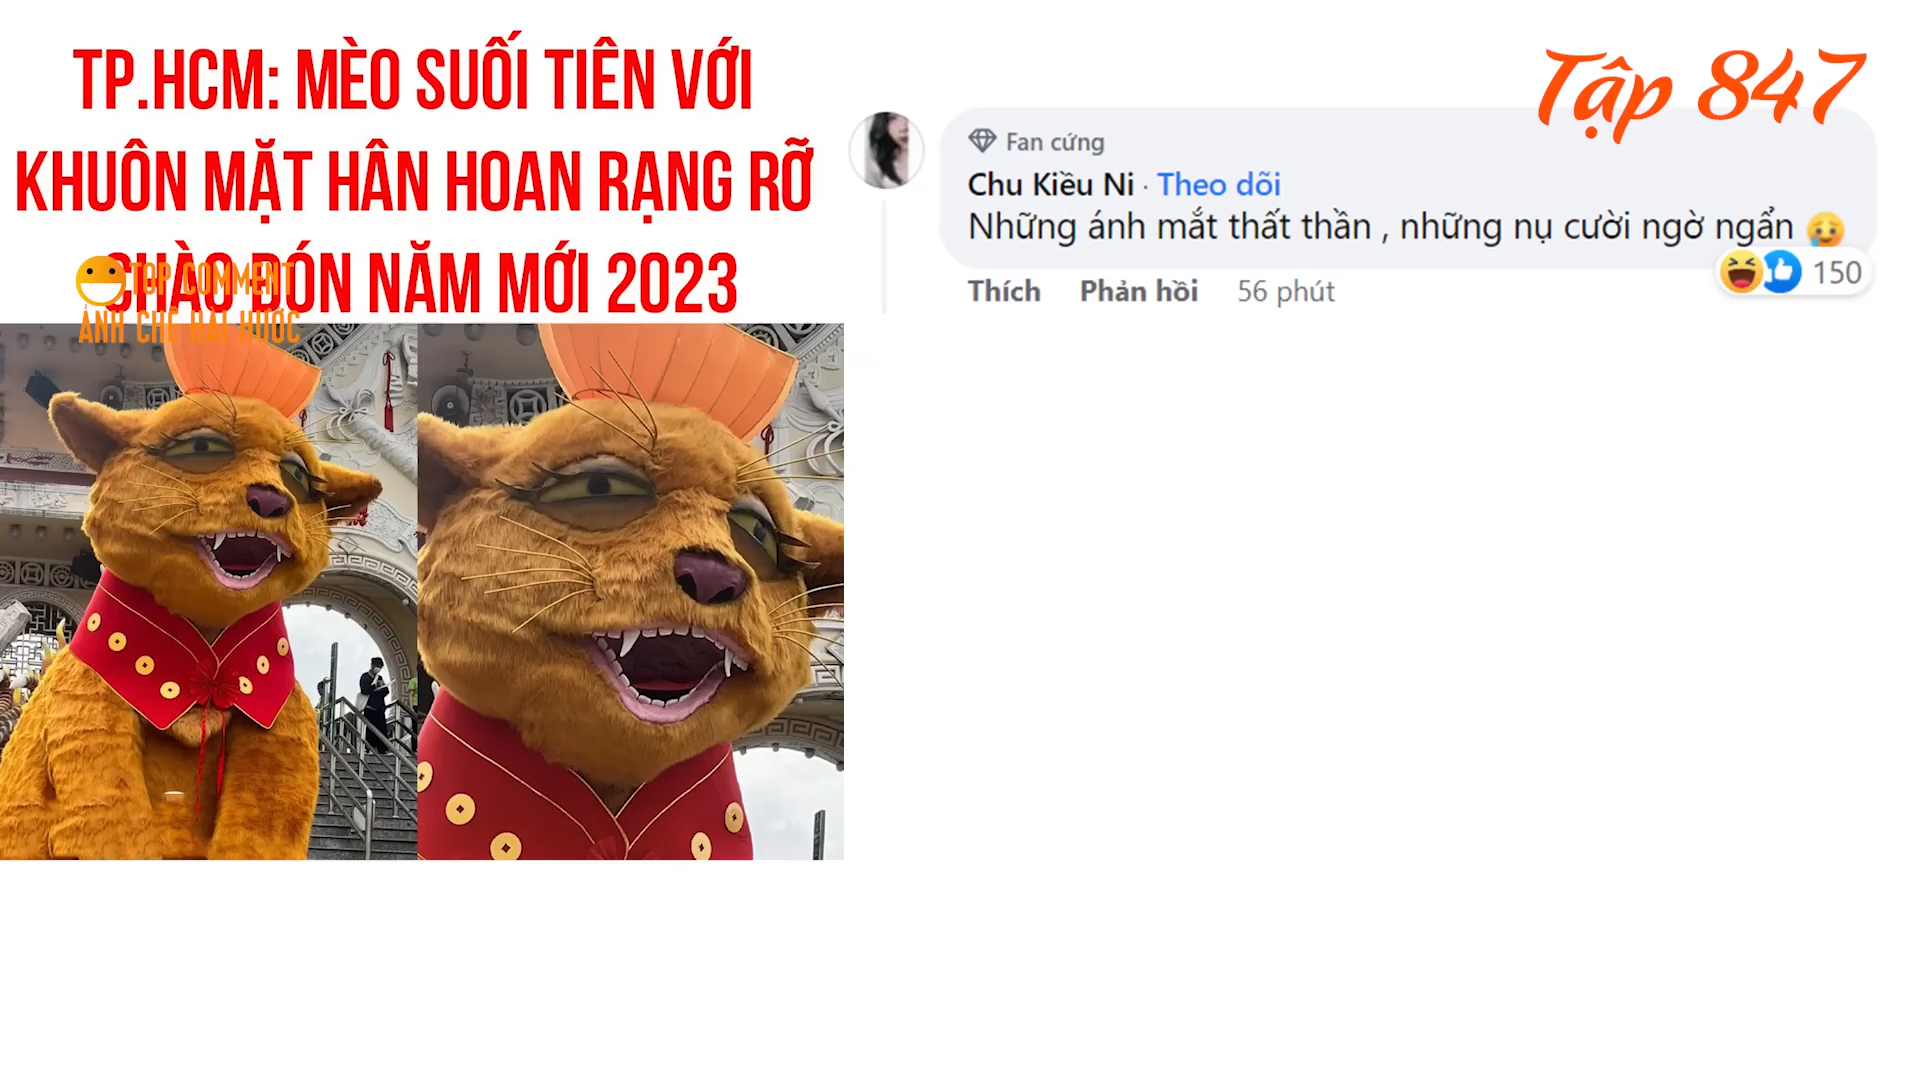 TP.HCM: MÈO SUỐI TIÊN VỚI
KHUÔN MẶT HÂN HOAN RẠNG RỠ
CHÀO ĐÓN NĂM MỚI 2023
TOP COMMENT
ẢNH CHẾ HÀI HƯỚC
Tập 847
Fan cứng
Chu Kiều Ni · Theo dõi
Những ánh mắt thất thần , những nụ cười ngờ ngẩn 🥲
150
Thích Phản hồi 56 phút